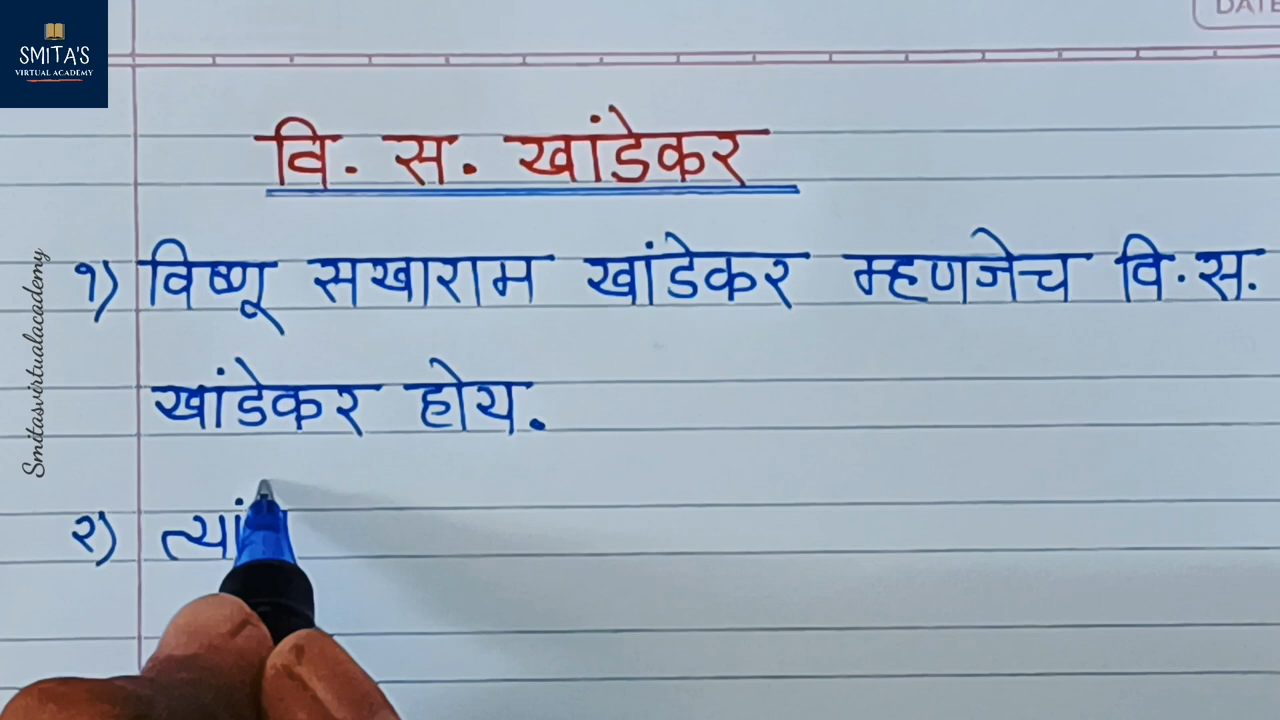 DATE
SMITA'S
VIRTUAL ACADEMY
वि. स. खांडेकर
१) विष्णू सखाराम खांडेकर म्हणजेच वि. स.
खांडेकर होय.
२) त्यां
Smitasvirtualacademy